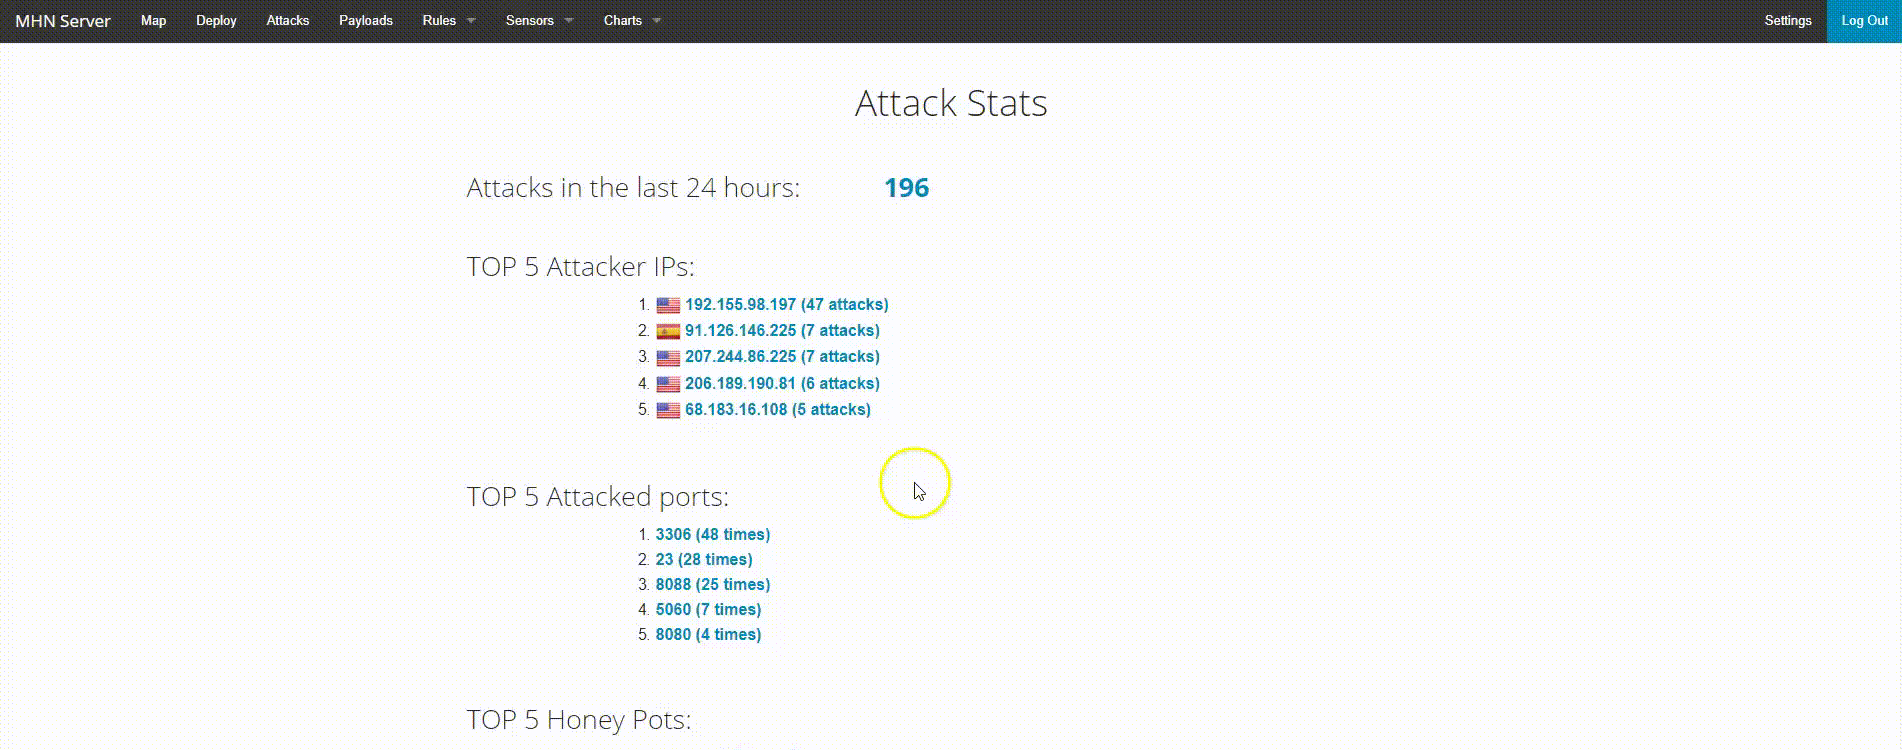 MHN Server Map Deploy Attacks Payloads Rules Sensors Charts Settings Log Out
Attack Stats
Attacks in the last 24 hours: 196
TOP 5 Attacker IPs:
1. 192.155.98.197 (47 attacks)
2. 91.126.146.225 (7 attacks)
3. 207.244.86.225 (7 attacks)
4. 206.189.190.81 (6 attacks)
5. 68.183.16.108 (5 attacks)
TOP 5 Attacked ports:
1. 3306 (48 times)
2. 23 (28 times)
3. 8088 (25 times)
4. 5060 (7 times)
5. 8080 (4 times)
TOP 5 Honey Pots: